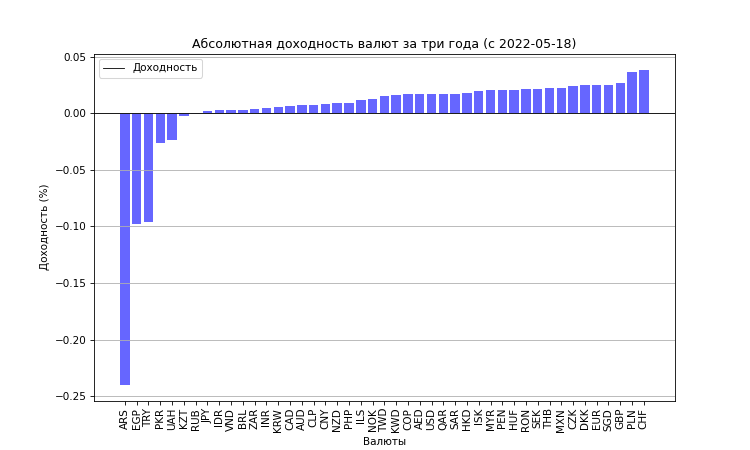 Абсолютная доходность валют за три года (с 2022-05-18)
Доходность
0.05
0.00
−0.05
−0.10
−0.15
−0.20
−0.25
Доходность (%)
ARS
EGP
TRY
PKR
UAH
KZT
RUB
JPY
IDR
VND
BRL
ZAR
INR
KRW
CAD
AUD
CLP
CNY
NZD
PHP
ILS
NOK
TWD
KWD
COP
AED
USD
QAR
SAR
HKD
ISK
MYR
PEN
HUF
RON
SEK
THB
MXN
CZK
DKK
EUR
SGD
GBP
PLN
CHF
Валюты